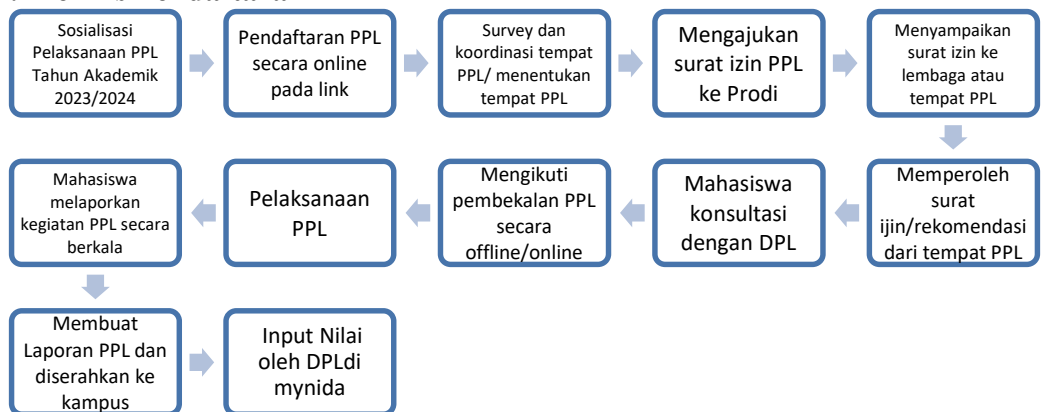 Sosialisasi
Pelaksanaan PPL
Tahun Akademik
2023/2024
Pendaftaran PPL
secara online
pada link
Survey dan
koordinasi tempat
PPL/ menentukan
tempat PPL
Mengajukan
surat izin PPL
ke Prodi
Menyampaikan
surat izin ke
lembaga atau
tempat PPL
Memperoleh
surat
ijin/rekomendasi
dari tempat PPL
Mahasiswa
konsultasi
dengan DPL
Mengikuti
pembekalan PPL
secara
offline/online
Pelaksanaan
PPL
Mahasiswa
melaporkan
kegiatan PPL secara
berkala
Membuat
Laporan PPL dan
diserahkan ke
kampus
Input Nilai
oleh DPLdi
mynida